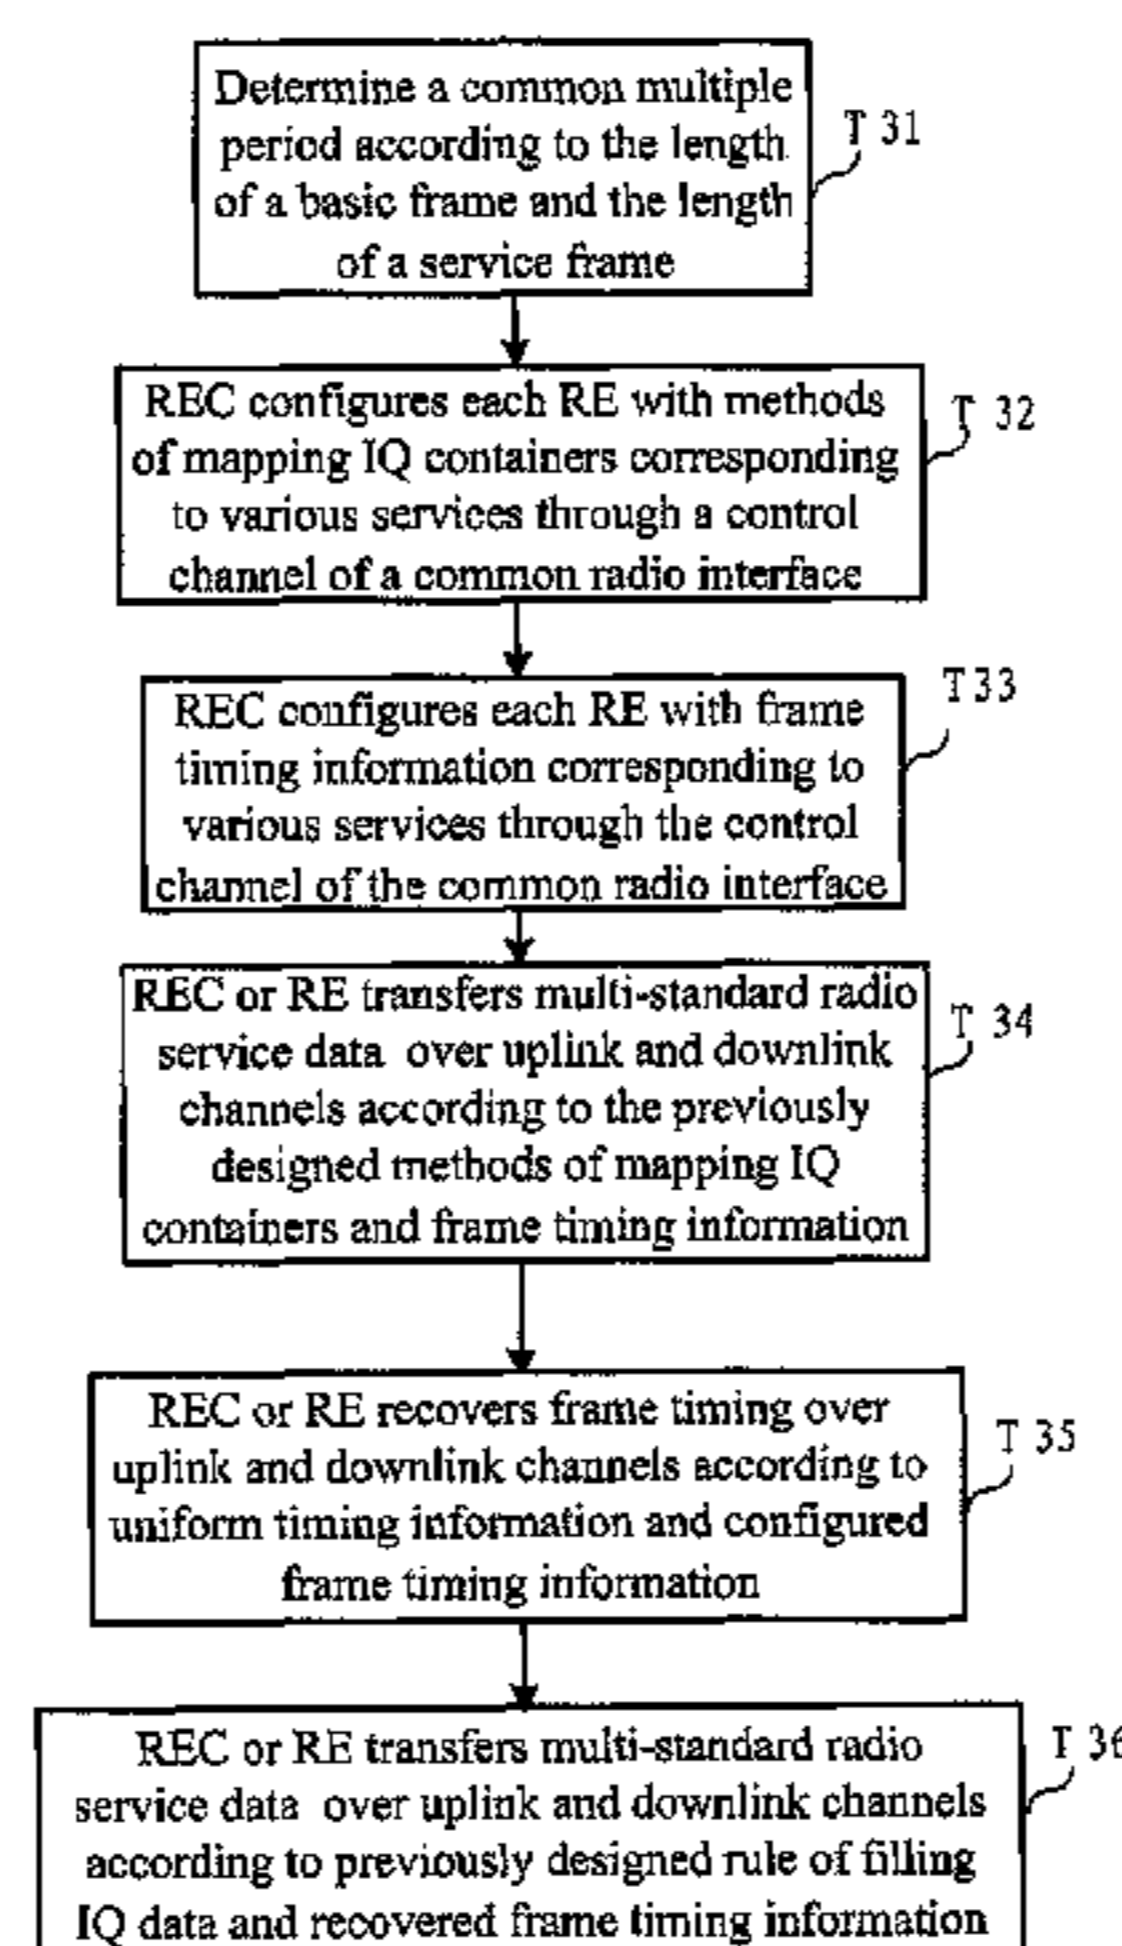 Determine a common multiple
period according to the length
of a basic frame and the length
of a service frame
T 31
REC configures each RE with methods
of mapping IQ containers corresponding
to various services through a control
channel of a common radio interface
T 32
REC configures each RE with frame
timing information corresponding to
various services through the control
channel of the common radio interface
T33
REC or RE transfers multi-standard radio
service data over uplink and downlink
channels according to the previously
designed methods of mapping IQ
containers and frame timing information
T 34
REC or RE recovers frame timing over
uplink and downlink channels according to
uniform timing information and configured
frame timing information
T 35
REC or RE transfers multi-standard radio
service data over uplink and downlink channels
according to previously designed rule of filling
IQ data and recovered frame timing information
T 36